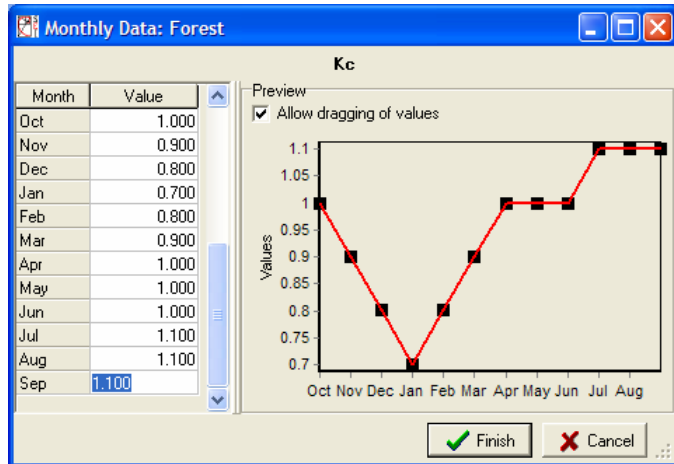 Monthly Data: Forest
Kc
Month Value
Oct 1.000
Nov 0.900
Dec 0.800
Jan 0.700
Feb 0.800
Mar 0.900
Apr 1.000
May 1.000
Jun 1.000
Jul 1.100
Aug 1.100
Sep 1.100
Preview
Allow dragging of values
Values
1.1
1.05
1
0.95
0.9
0.85
0.8
0.75
0.7
Oct Nov Dec Jan Feb Mar Apr May Jun Jul Aug
Finish Cancel